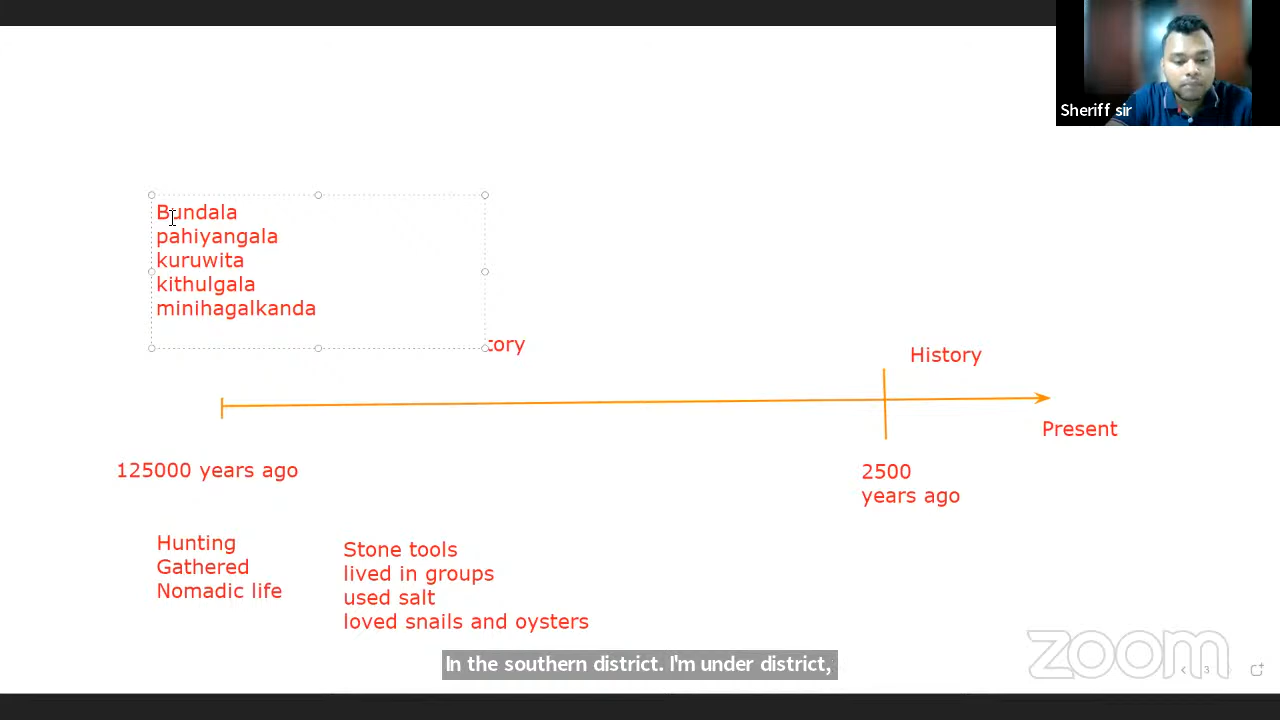 Sheriff sir
Bundala
pahiyangala
kuruwita
kithulgala
minihagalkanda
tory
History
Present
125000 years ago
2500
years ago
Hunting
Gathered
Nomadic life
Stone tools
lived in groups
used salt
loved snails and oysters
In the southern district. I'm under district,
zoom
3